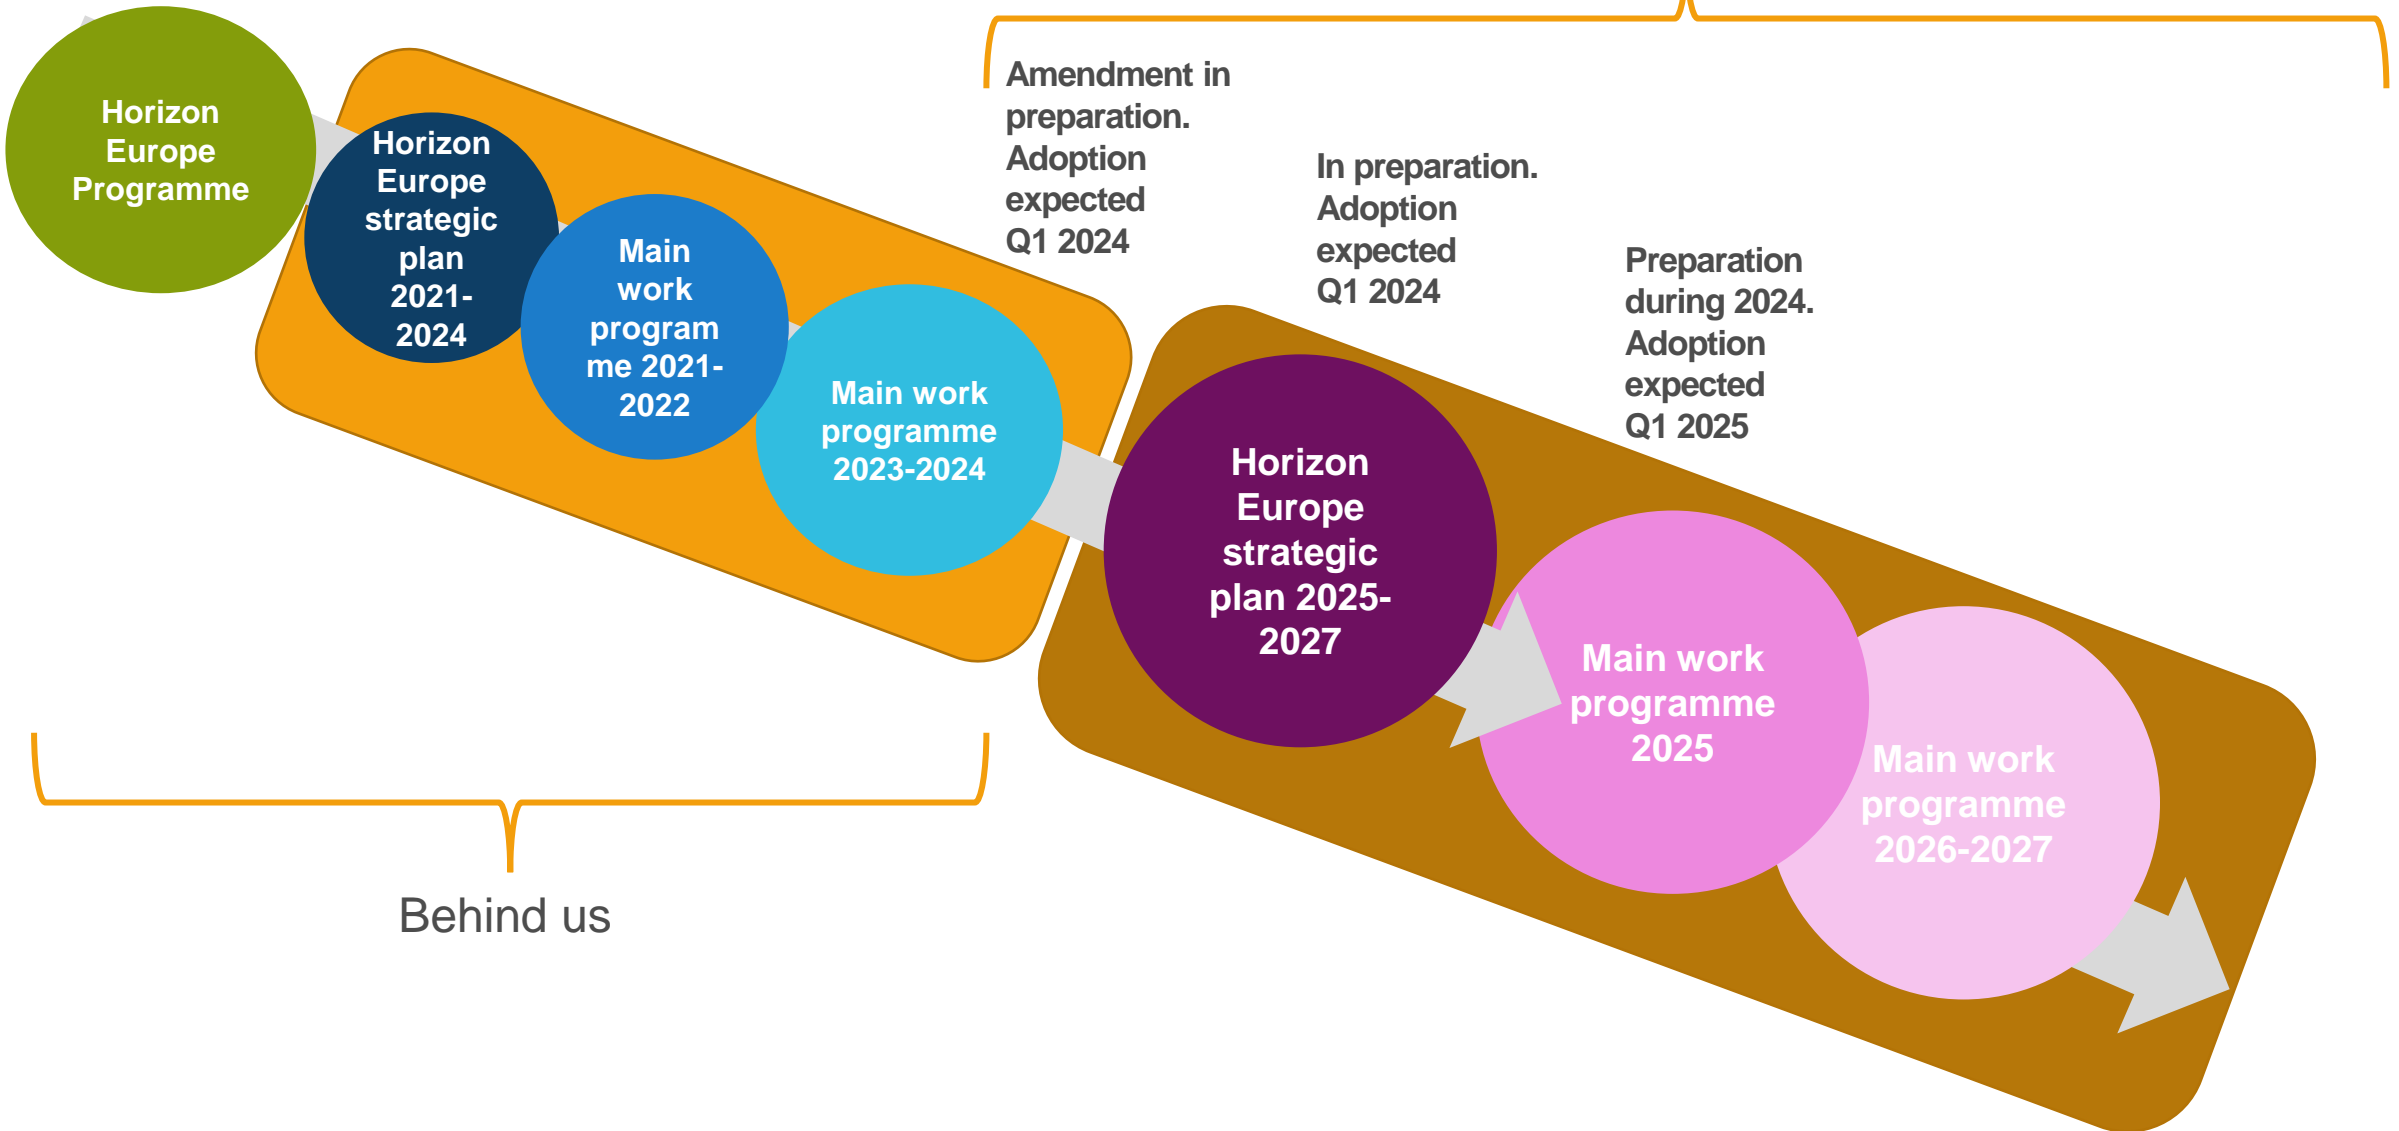 Horizon
Europe
Programme
Horizon
Europe
strategic
plan
2021-
2024
Main
work
program
me 2021-
2022
Main work
programme
2023-2024
Amendment in
preparation.
Adoption
expected
Q1 2024
In preparation.
Adoption
expected
Q1 2024
Preparation
during 2024.
Adoption
expected
Q1 2025
Horizon
Europe
strategic
plan 2025-
2027
Main work
programme
2025
Main work
programme
2026-2027
Behind us